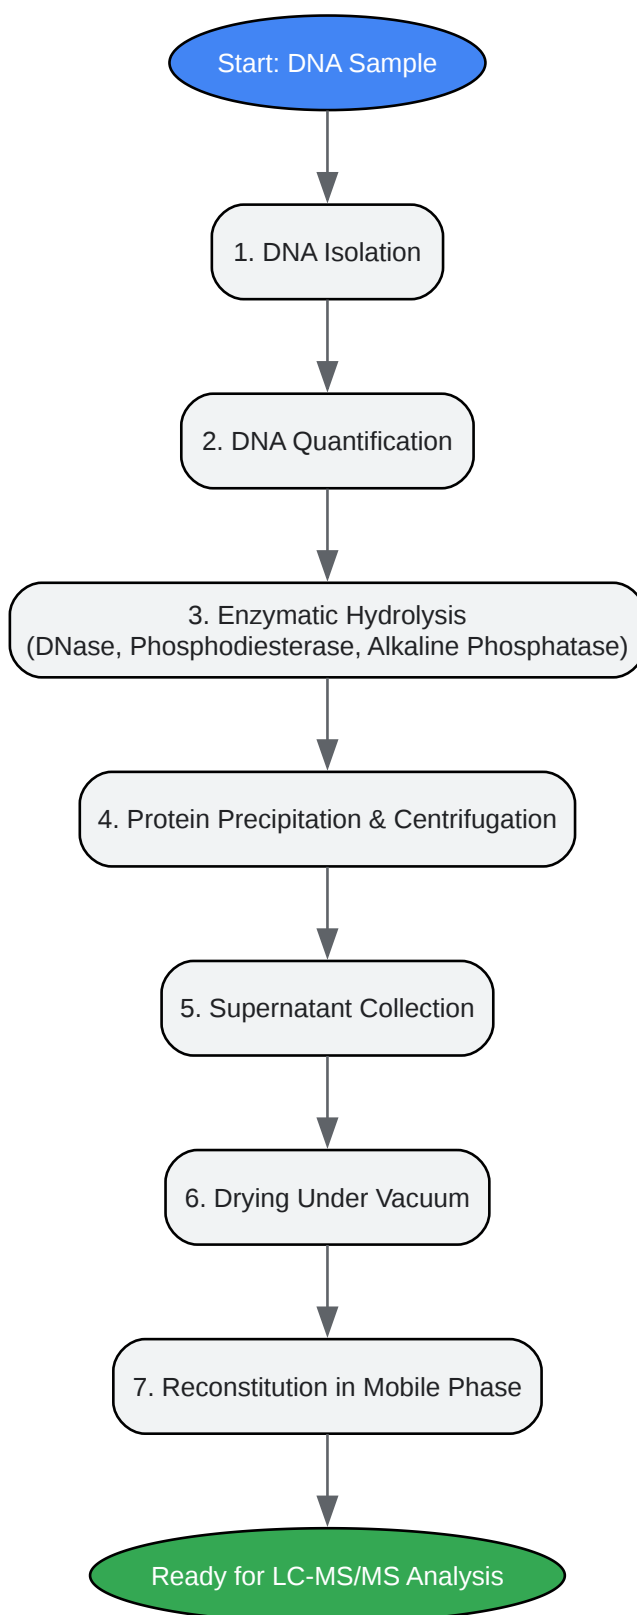 Start: DNA Sample
1. DNA Isolation
2. DNA Quantification
3. Enzymatic Hydrolysis
(DNase, Phosphodiesterase, Alkaline Phosphatase)
4. Protein Precipitation & Centrifugation
5. Supernatant Collection
6. Drying Under Vacuum
7. Reconstitution in Mobile Phase
Ready for LC-MS/MS Analysis